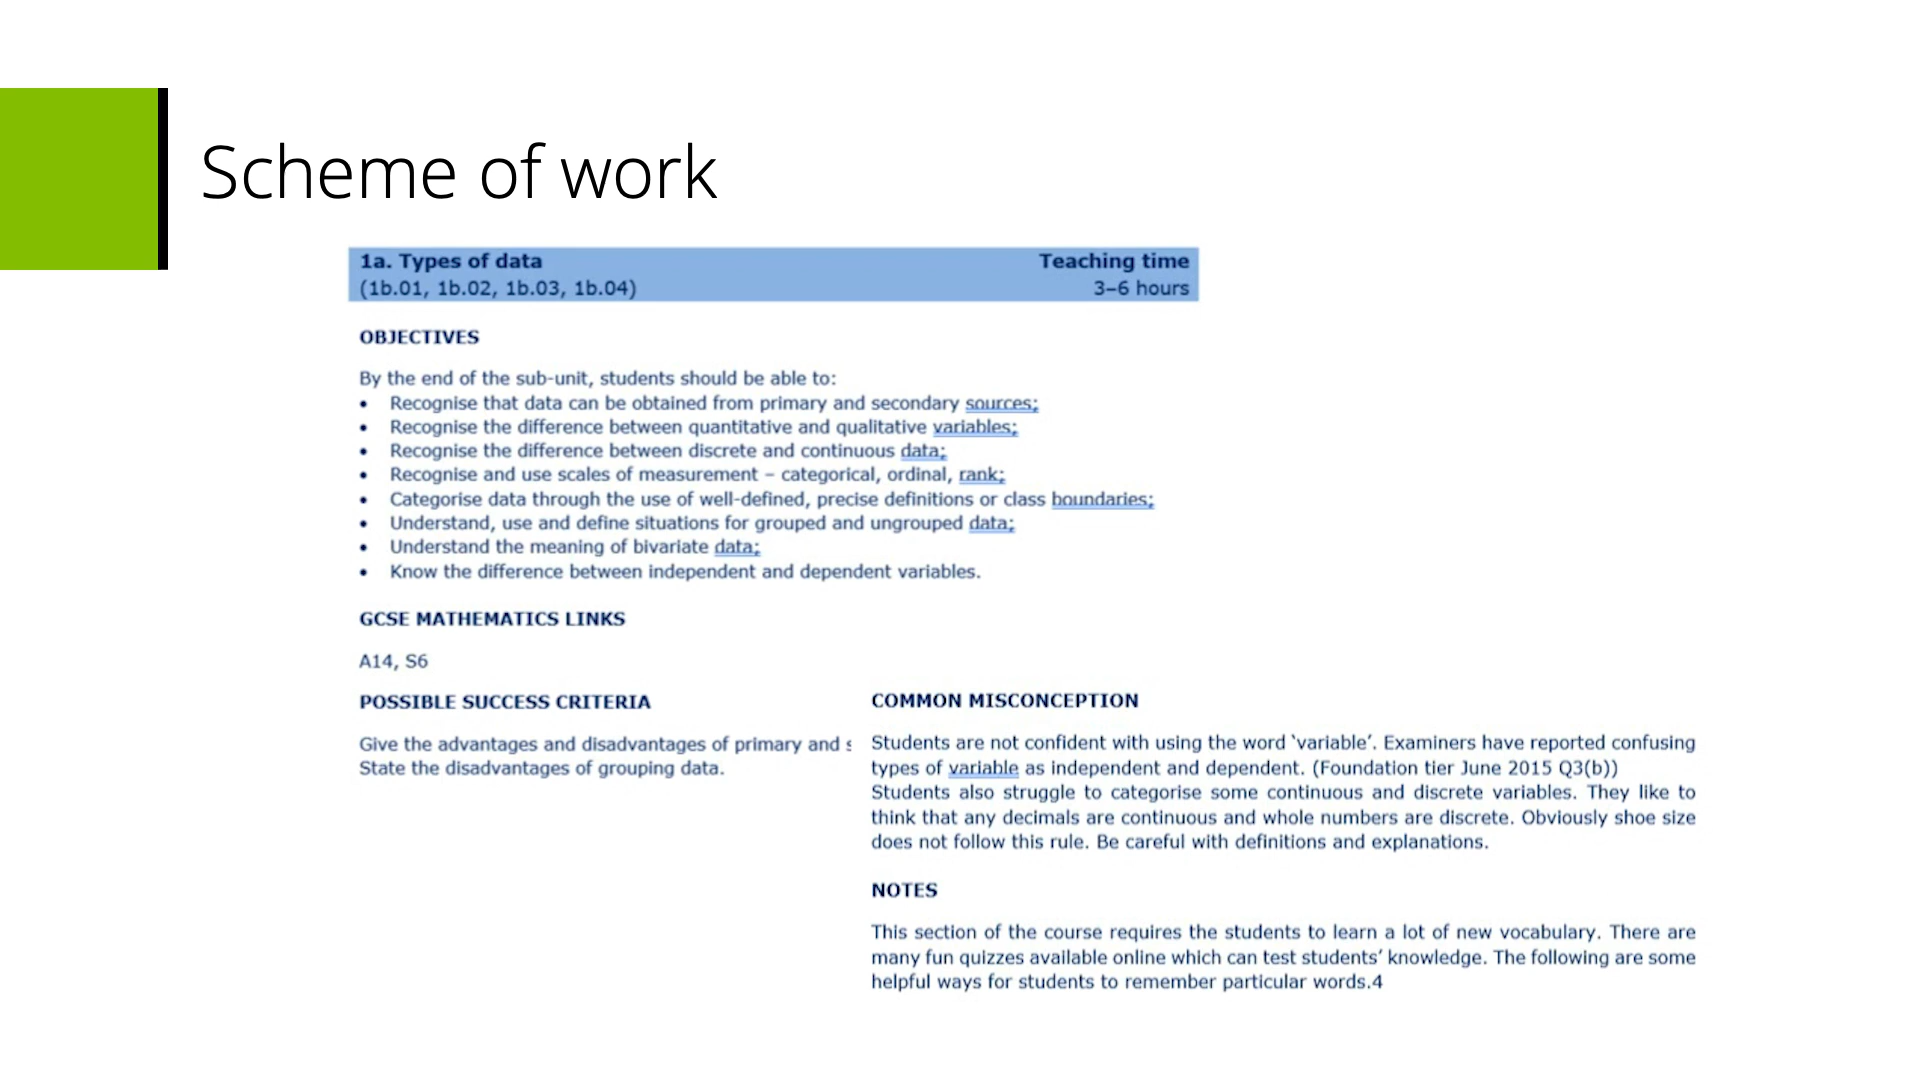 Scheme of work
1a. Types of data Teaching time
(1b.01, 1b.02, 1b.03, 1b.04) 3–6 hours
OBJECTIVES
By the end of the sub-unit, students should be able to:
• Recognise that data can be obtained from primary and secondary sources;
• Recognise the difference between quantitative and qualitative variables;
• Recognise the difference between discrete and continuous data;
• Recognise and use scales of measurement – categorical, ordinal, rank;
• Categorise data through the use of well-defined, precise definitions or class boundaries;
• Understand, use and define situations for grouped and ungrouped data;
• Understand the meaning of bivariate data;
• Know the difference between independent and dependent variables.
GCSE MATHEMATICS LINKS
A14, S6
POSSIBLE SUCCESS CRITERIA
Give the advantages and disadvantages of primary and s
State the disadvantages of grouping data.
COMMON MISCONCEPTION
Students are not confident with using the word ‘variable’. Examiners have reported confusing
types of variable as independent and dependent. (Foundation tier June 2015 Q3(b))
Students also struggle to categorise some continuous and discrete variables. They like to
think that any decimals are continuous and whole numbers are discrete. Obviously shoe size
does not follow this rule. Be careful with definitions and explanations.
NOTES
This section of the course requires the students to learn a lot of new vocabulary. There are
many fun quizzes available online which can test students’ knowledge. The following are some
helpful ways for students to remember particular words.4